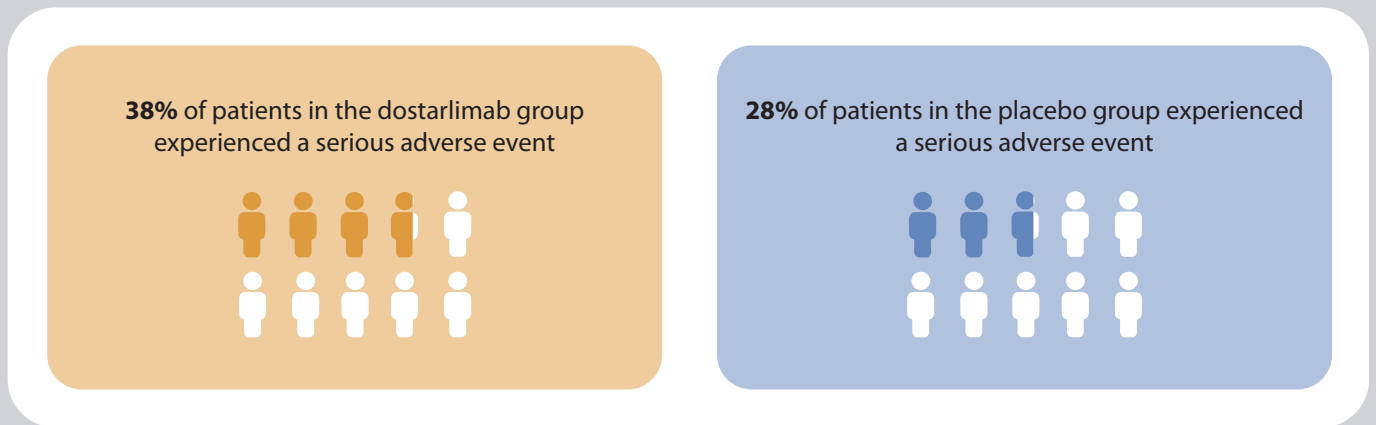 38% of patients in the dostarlimab group
experienced a serious adverse event
28% of patients in the placebo group experienced
a serious adverse event